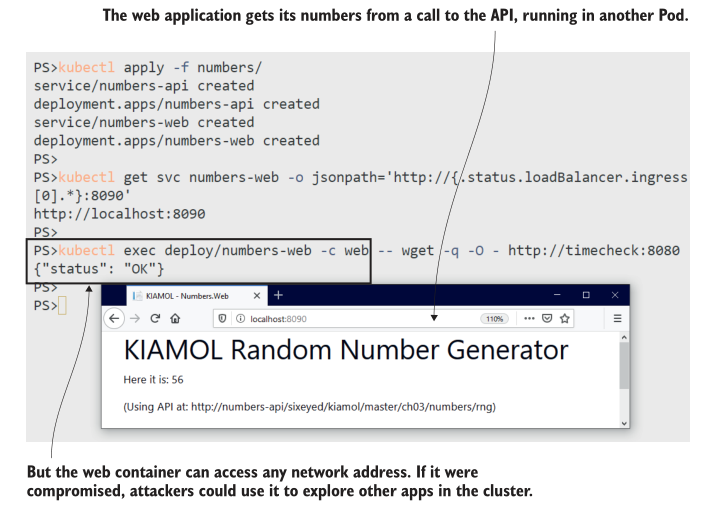 The web application gets its numbers from a call to the API, running in another Pod.
PS>kubectl apply -f numbers/
service/numbers-api created
deployment.apps/numbers-api created
service/numbers-web created
deployment.apps/numbers-web created
PS>
PS>kubectl get svc numbers-web -o jsonpath='http://{.status.loadBalancer.ingress
[0].*}:8090'
http://localhost:8090
PS>
PS>kubectl exec deploy/numbers-web -c web -- wget -q -O - http://timecheck:8080
{"status": "OK"}
PS>
PS>
KIAMOL - Numbers.Web
localhost:8090
110%
KIAMOL Random Number Generator
Here it is: 56
(Using API at: http://numbers-api/sixeyed/kiamol/master/ch03/numbers/rng)
But the web container can access any network address. If it were
compromised, attackers could use it to explore other apps in the cluster.